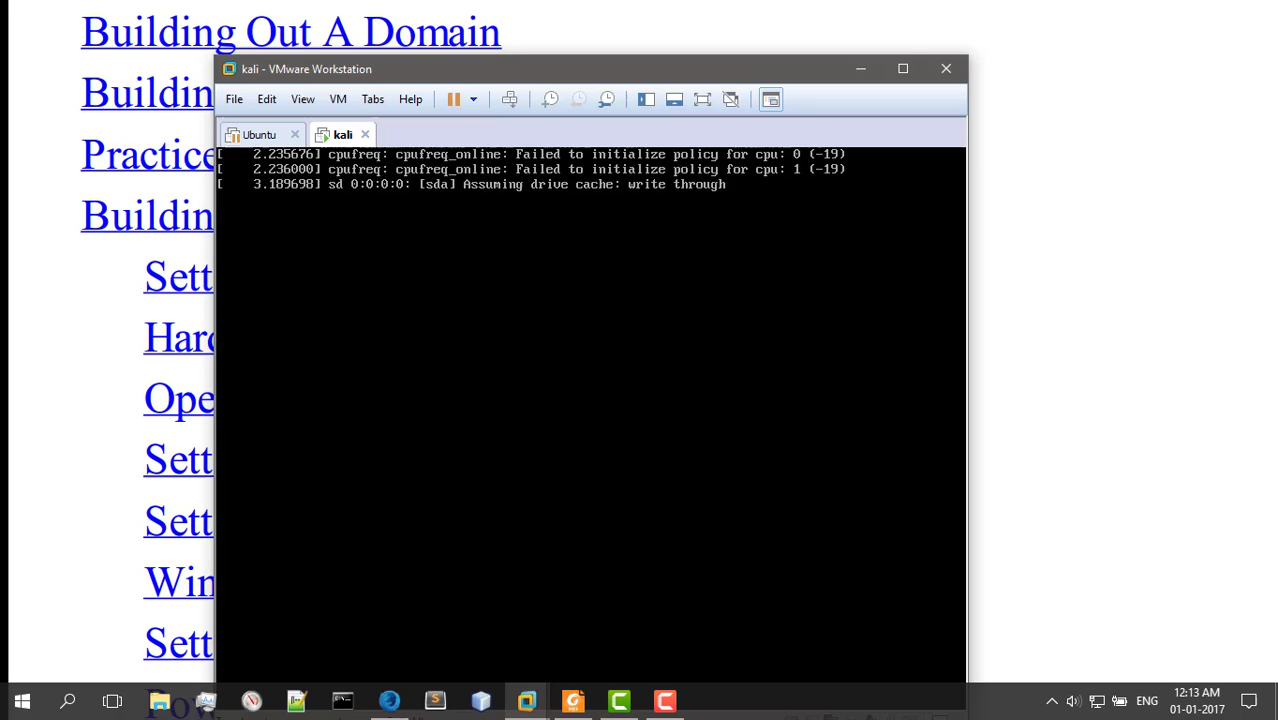 Building Out A Domain
kali - VMware Workstation
Building
File Edit View VM Tabs Help
Ubuntu
kali
Practice
[ 2.235676] cpufreq: cpufreq_online: Failed to initialize policy for cpu: 0 (-19)
[ 2.236000] cpufreq: cpufreq_online: Failed to initialize policy for cpu: 1 (-19)
[ 3.189698] sd 0:0:0:0: [sda] Assuming drive cache: write through
Building
Sett
Hard
Ope
Sett
Sett
Win
Sett
Pow
ENG
12:13 AM
01-01-2017